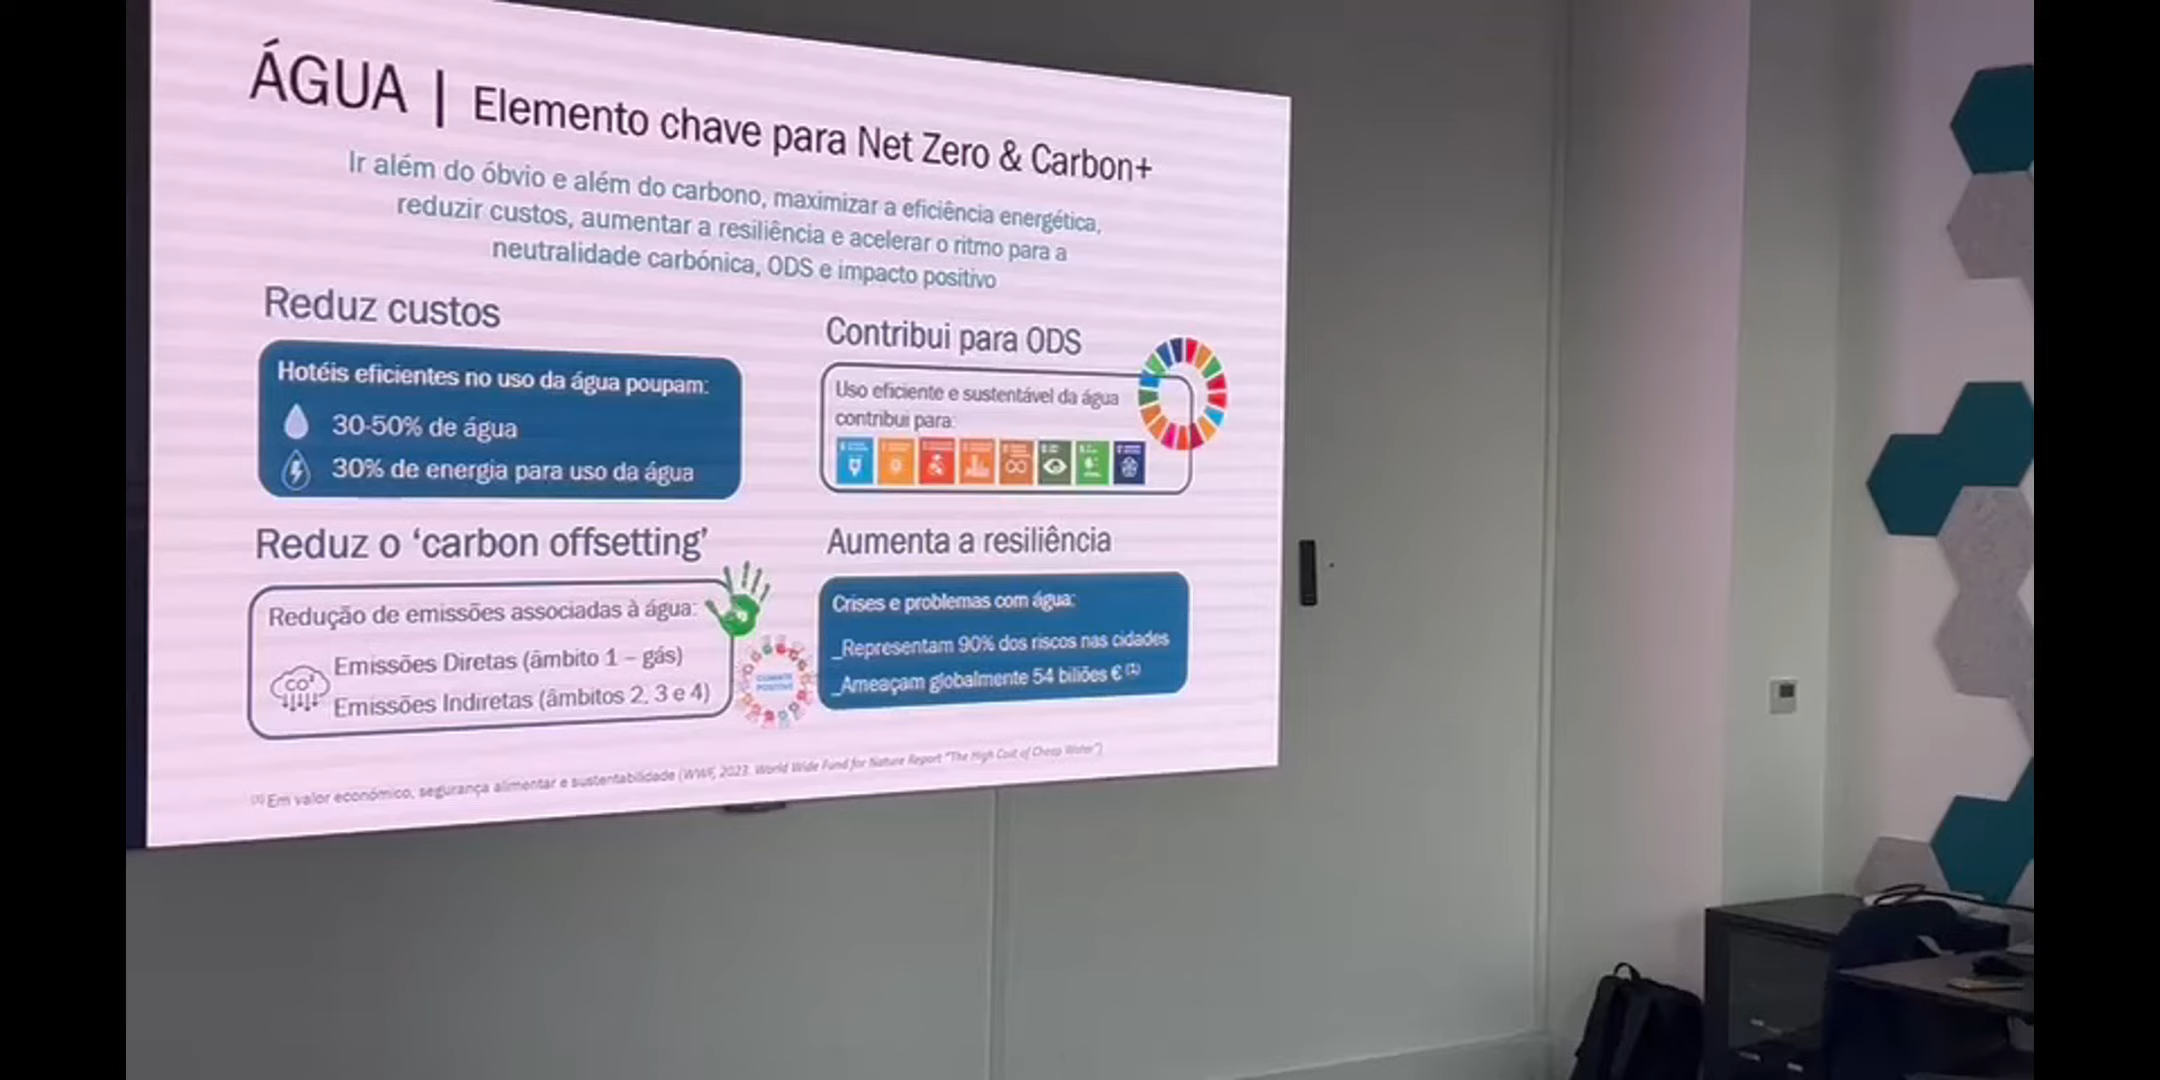 ÁGUA | Elemento chave para Net Zero & Carbon+
Ir além do óbvio e além do carbono, maximizar a eficiência energética,
reduzir custos, aumentar a resiliência e acelerar o ritmo para a
neutralidade carbónica, ODS e impacto positivo
Reduz custos
Hotéis eficientes no uso da água poupam:
30-50% de água
30% de energia para uso da água
Contribui para ODS
Uso eficiente e sustentável da água
contribui para:
Reduz o ‘carbon offsetting’
Redução de emissões associadas à água:
CO²
Emissões Diretas (âmbito 1 – gás)
Emissões Indiretas (âmbitos 2, 3 e 4)
CLIMATE
POSITIVE
Aumenta a resiliência
Crises e problemas com água:
_Representam 90% dos riscos nas cidades
_Ameaçam globalmente 54 biliões € (1)
(1) Em valor económico, segurança alimentar e sustentabilidade (WWF, 2023. World Wide Fund for Nature Report “The High Cost of Cheap Water”)